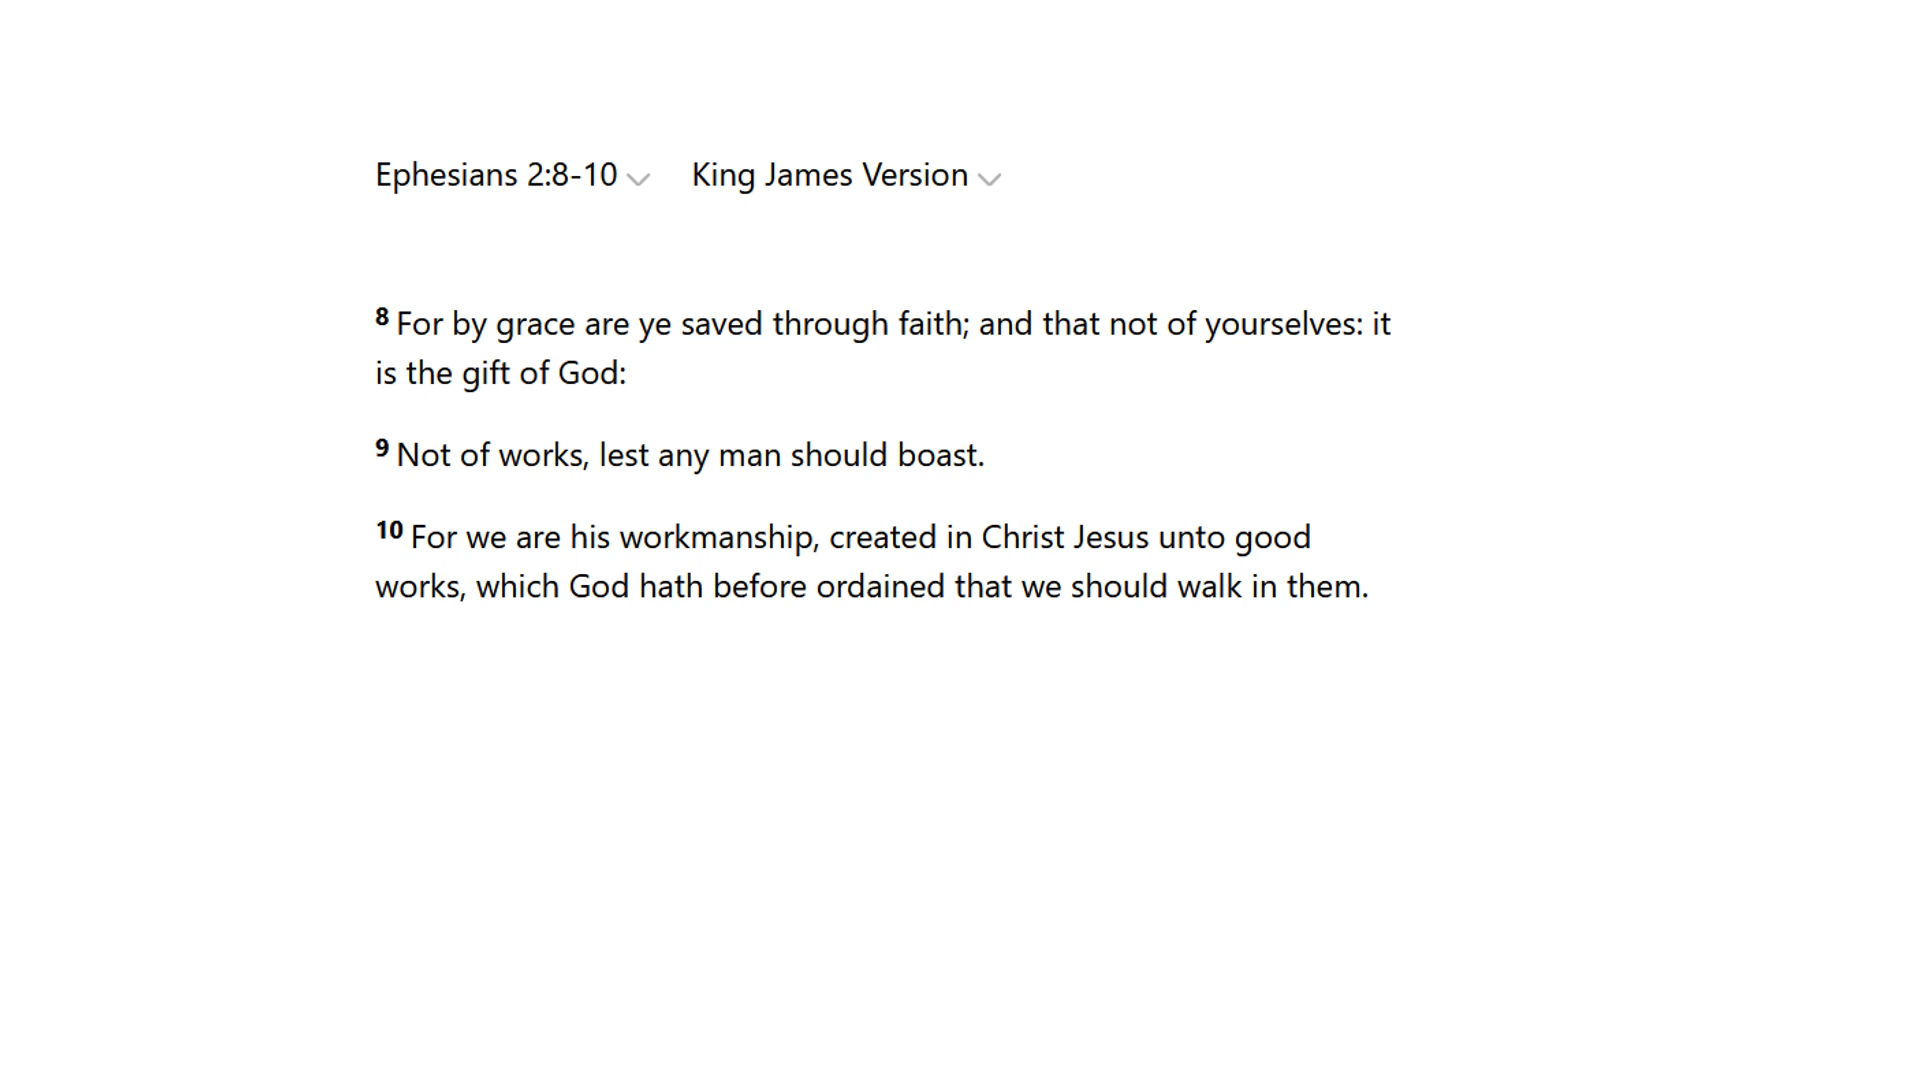 Ephesians 2:8-10 King James Version
8 For by grace are ye saved through faith; and that not of yourselves: it
is the gift of God:
9 Not of works, lest any man should boast.
10 For we are his workmanship, created in Christ Jesus unto good
works, which God hath before ordained that we should walk in them.